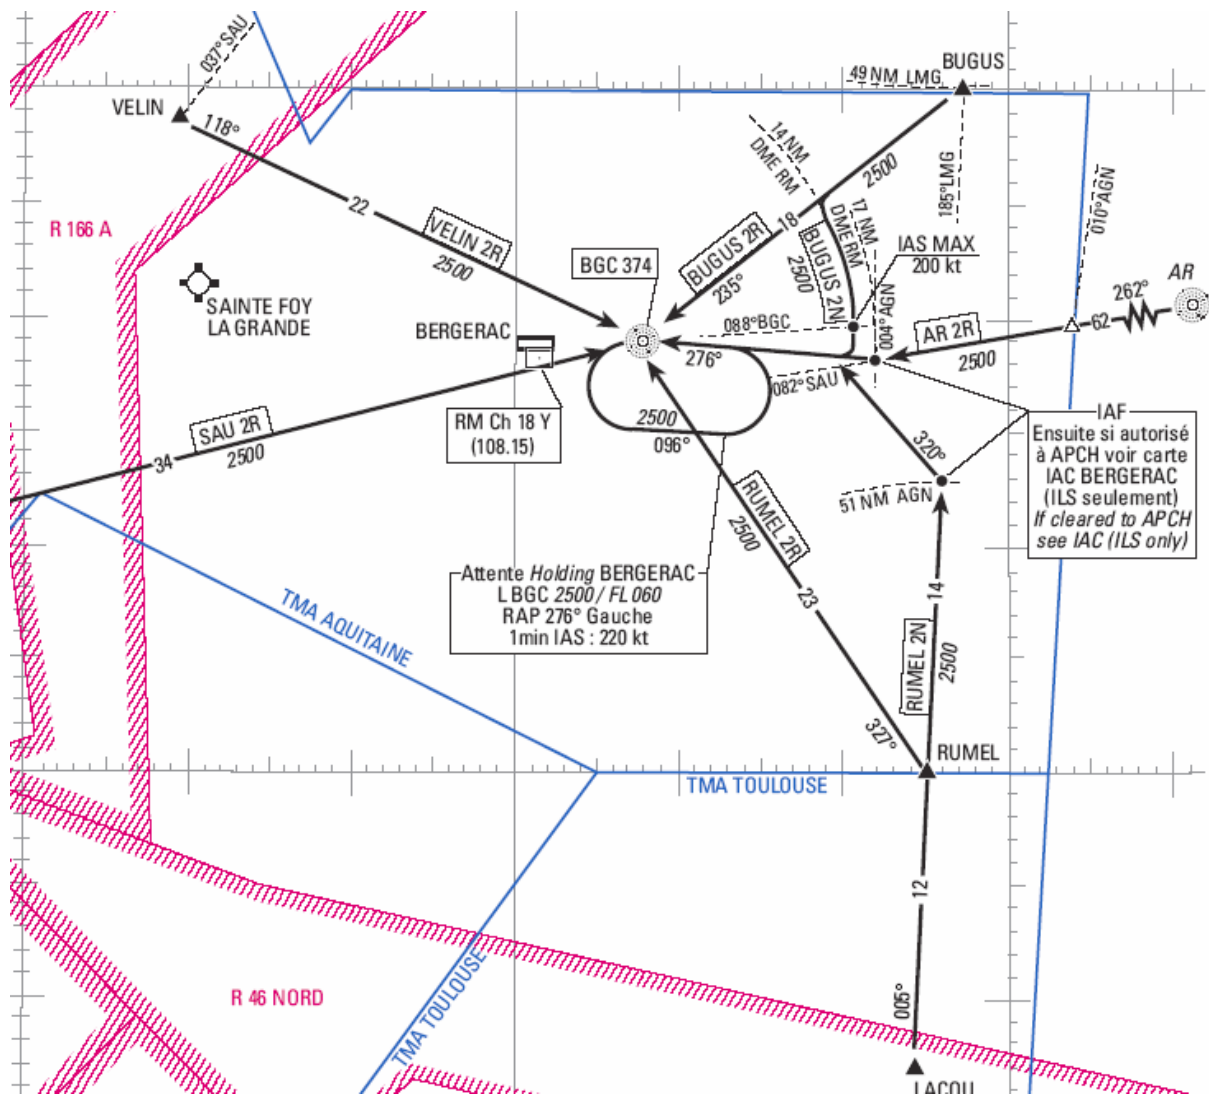 037°SAU
BUGUS
49 NM LMG
VELIN
118°
14 NM
DME RM
2500
185°LMG
010°AGN
22
R 166 A
VELIN 2R
2500
BUGUS 2R
18
235°
BUGUS 2N
2500
17 NM
DME RM
IAS MAX
200 kt
BGC 374
AR
262°
SAINTE FOY
LA GRANDE
BERGERAC
088°BGC
004°AGN
AR 2R
62
2500
276°
082°SAU
RM Ch 18 Y
(108.15)
2500
096°
SAU 2R
2500
34
320°
51 NM AGN
IAF
Ensuite si autorisé
à APCH voir carte
IAC BERGERAC
(ILS seulement)
If cleared to APCH
see IAC (ILS only)
RUMEL 2R
2500
23
327°
14
RUMEL 2N
2500
Attente Holding BERGERAC
L BGC 2500 / FL 060
RAP 276° Gauche
1min IAS : 220 kt
TMA AQUITAINE
RUMEL
TMA TOULOUSE
12
005°
R 46 NORD
TMA TOULOUSE
LACOU